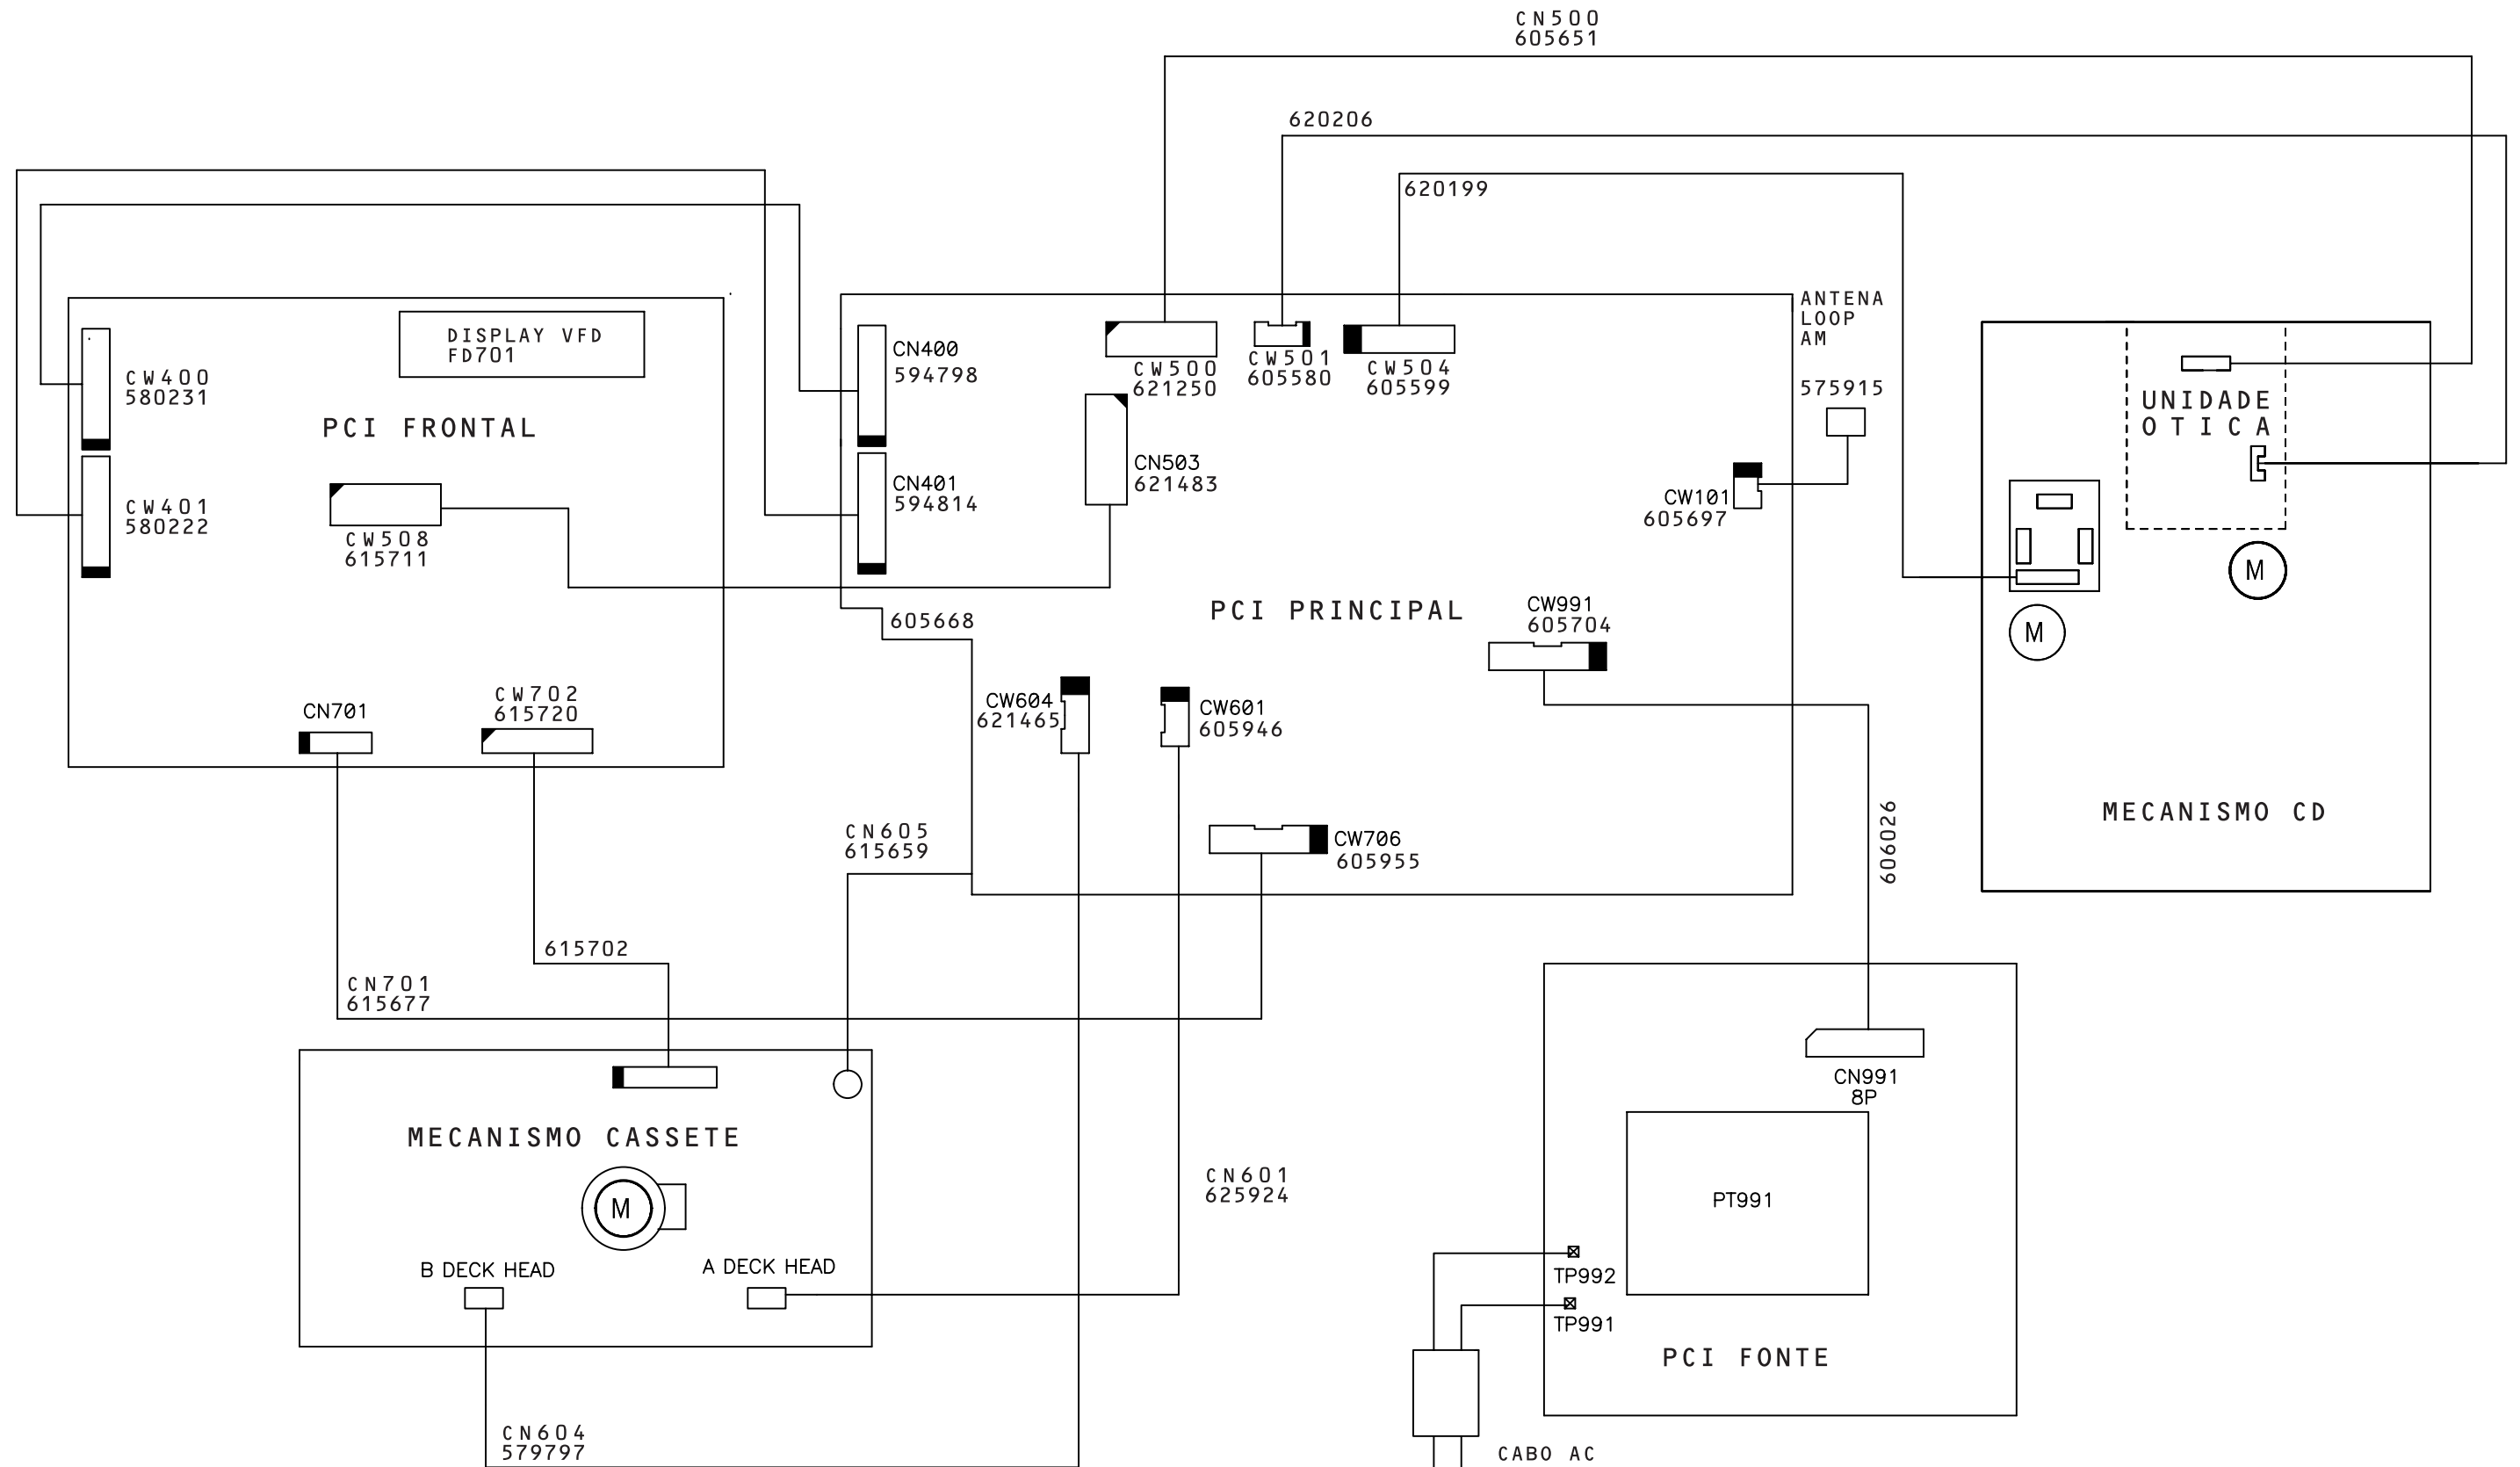 CN500
605651
620206
620199
DISPLAY VFD
FD701
CW400
580231
PCI FRONTAL
CW401
580222
CW508
615711
CN400
594798
CN401
594814
CW500
621250
CW501
605580
CW504
605599
CN503
621483
ANTENA
LOOP
AM
575915
CW101
605697
UNIDADE
OTICA
M
M
MECANISMO CD
605668
PCI PRINCIPAL
CW991
605704
CN701
CW702
615720
CW604
621465
CW601
605946
CN605
615659
CW706
605955
606026
615702
CN701
615677
MECANISMO CASSETE
M
B DECK HEAD
A DECK HEAD
CN601
625924
CN991
8P
PT991
TP992
TP991
PCI FONTE
CN604
579797
CABO AC